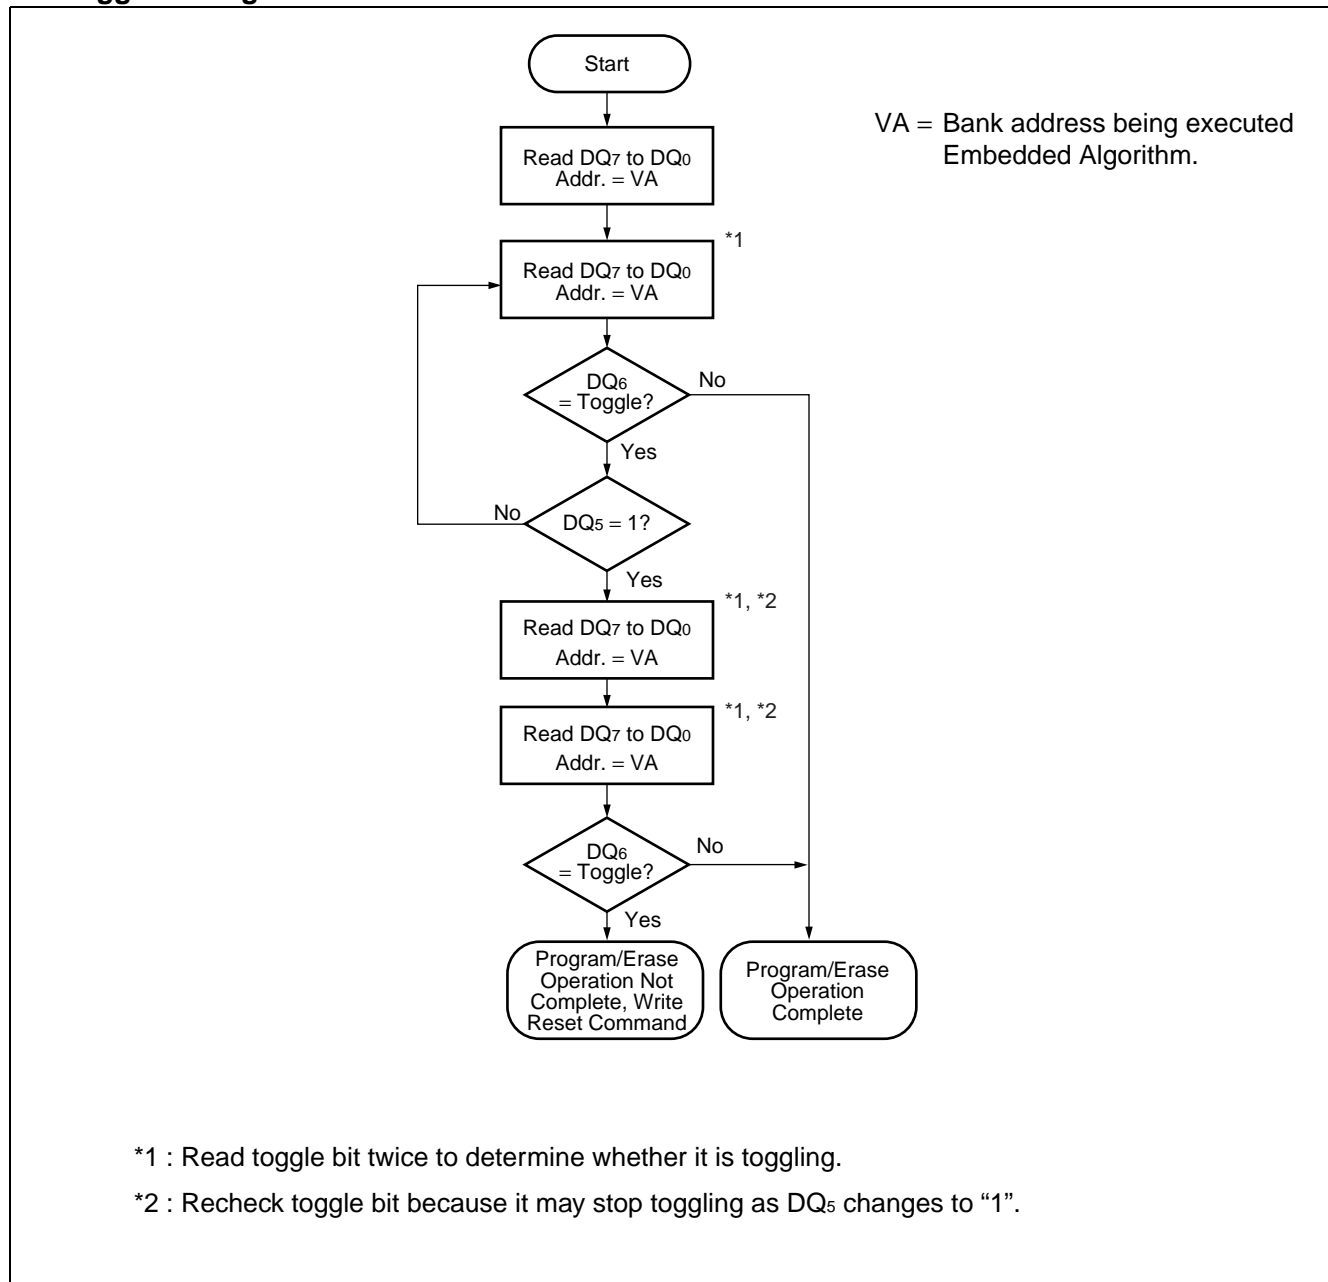 Start
VA = Bank address being executed
Embedded Algorithm.
Read DQ7 to DQ0
Addr. = VA
*1
Read DQ7 to DQ0
Addr. = VA
DQ6
= Toggle?
No
Yes
No
DQ5 = 1?
Yes
*1, *2
Read DQ7 to DQ0
Addr. = VA
*1, *2
Read DQ7 to DQ0
Addr. = VA
DQ6
= Toggle?
No
Yes
Program/Erase
Operation Not
Complete, Write
Reset Command
Program/Erase
Operation
Complete
*1 : Read toggle bit twice to determine whether it is toggling.
*2 : Recheck toggle bit because it may stop toggling as DQ5 changes to “1”.